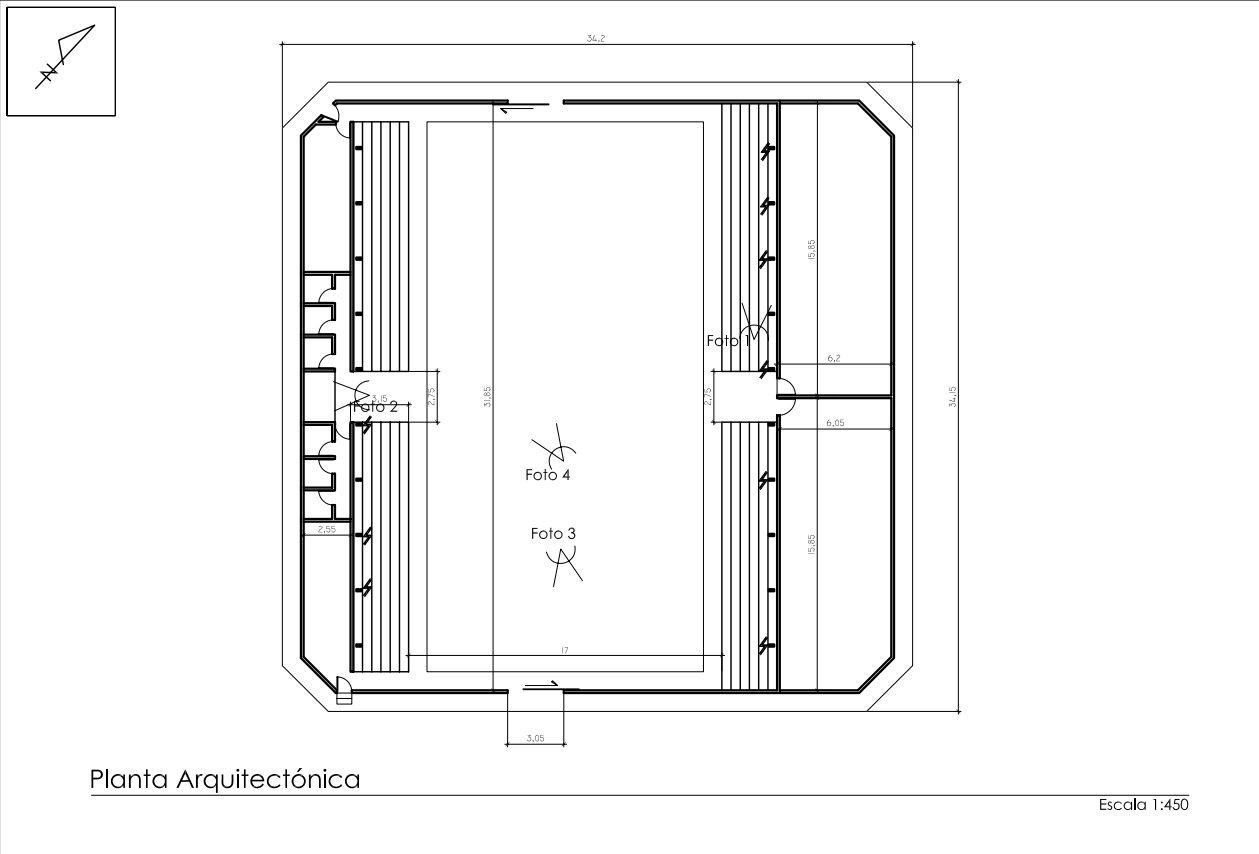 N
34,2
15,85
Foto 1
6,2
3,15
Foto 2
2,75
31,85
2,75
34,15
6,05
Foto 4
Foto 3
2,55
15,85
17
3,05
Planta Arquitectónica
Escala 1:450